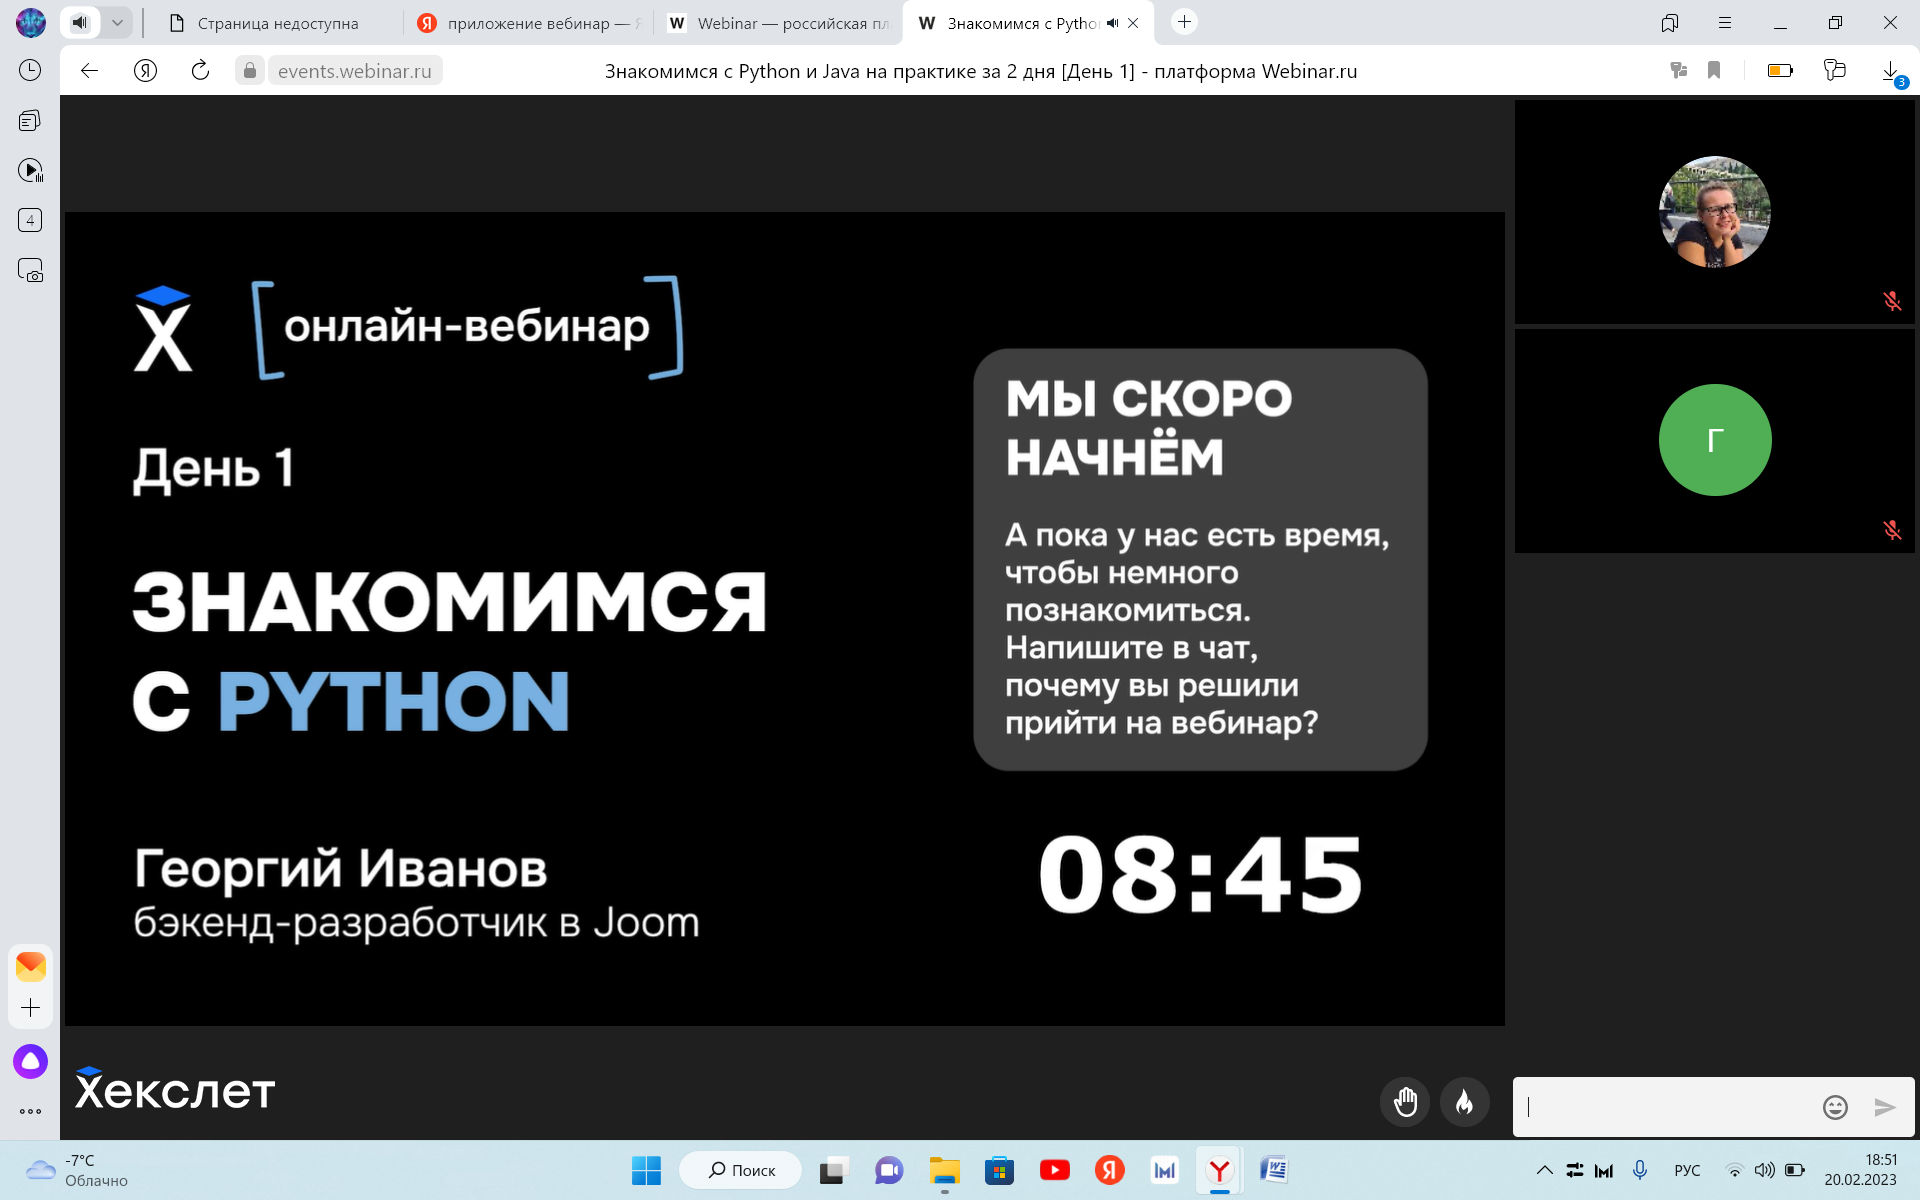 Страница недоступна
приложение вебинар —
Webinar — российская пл
Знакомимся с Pytho
events.webinar.ru
Знакомимся с Python и Java на практике за 2 дня [День 1] - платформа Webinar.ru
3
4
онлайн-вебинар
День 1
ЗНАКОМИМСЯ
С PYTHON
Георгий Иванов
бэкенд-разработчик в Joom
МЫ СКОРО
НАЧНЁМ
А пока у нас есть время,
чтобы немного
познакомиться.
Напишите в чат,
почему вы решили
прийти на вебинар?
08:45
Г
Хекслет
-7°C
Облачно
Поиск
РУС
18:51
20.02.2023